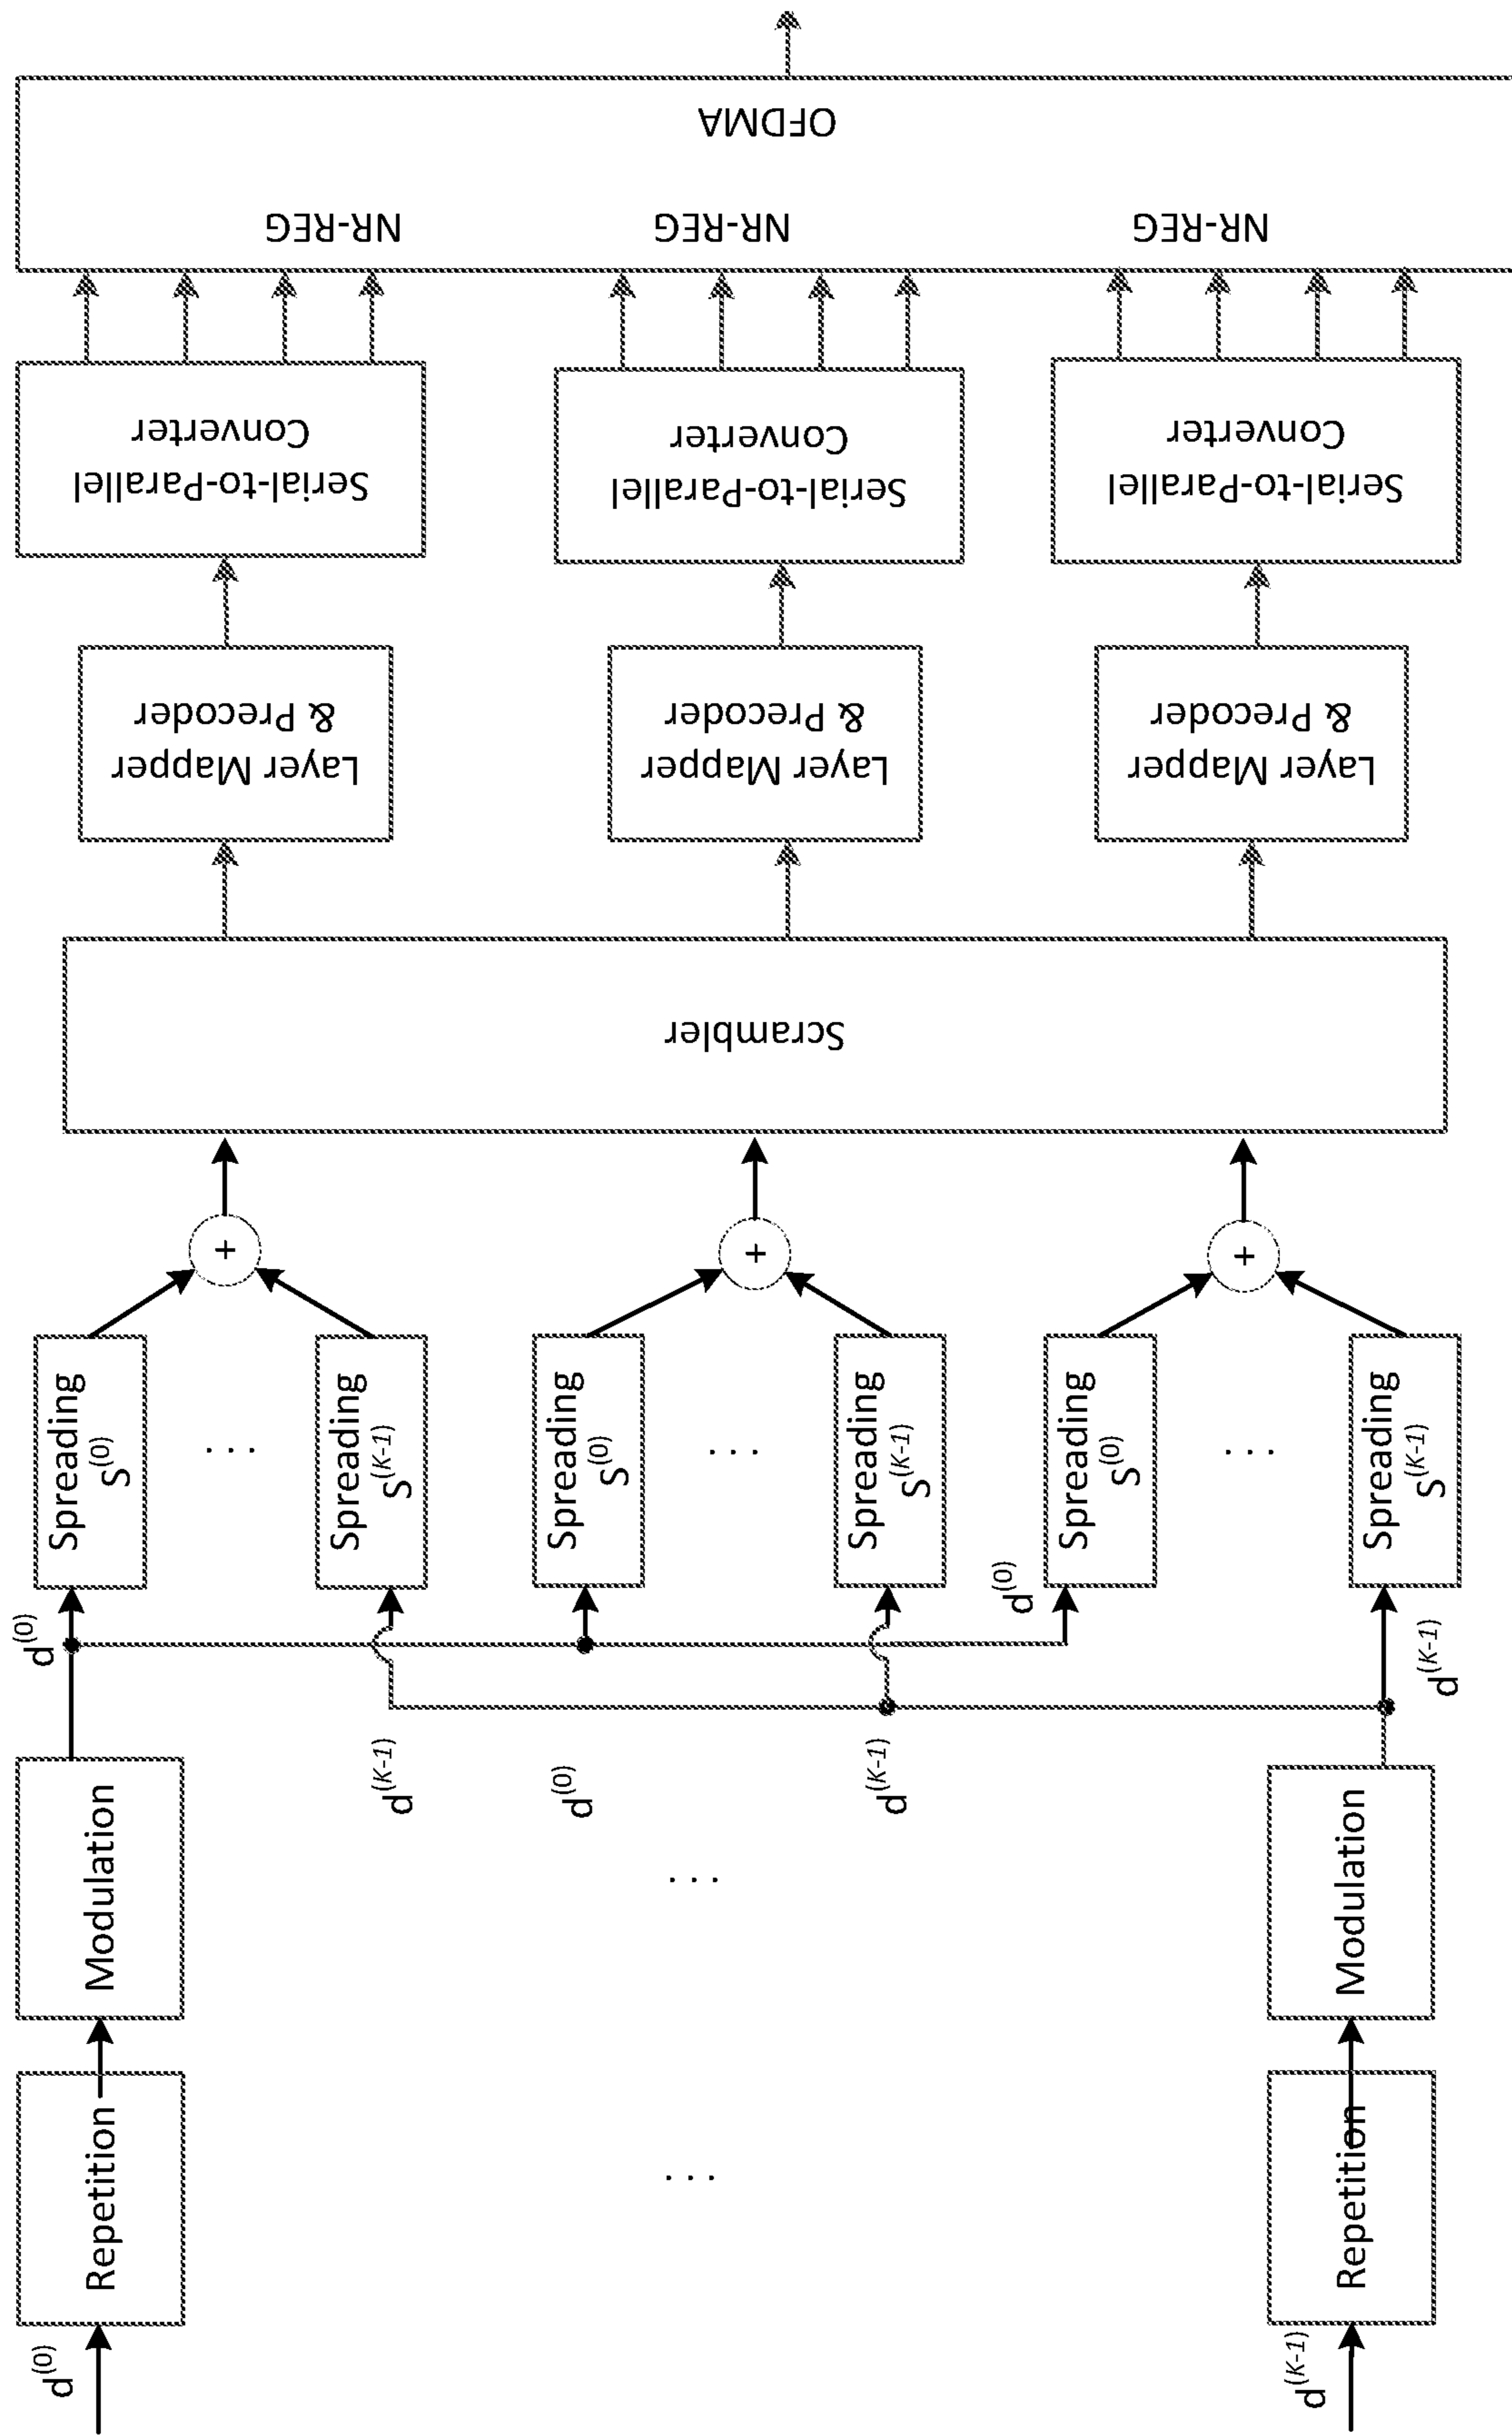 d^(0)
Repetition
Modulation
d^(0)
Spreading
S^(0)
. . .
d^(K-1)
Spreading
S^(K-1)
+
d^(0)
Spreading
S^(0)
. . .
d^(K-1)
Spreading
S^(K-1)
+
d^(0)
Spreading
S^(0)
. . .
d^(K-1)
Spreading
S^(K-1)
+
. . .
. . .
d^(K-1)
Repetition
Modulation
Scrambler
Layer Mapper
& Precoder
Layer Mapper
& Precoder
Layer Mapper
& Precoder
Serial-to-Parallel
Converter
Serial-to-Parallel
Converter
Serial-to-Parallel
Converter
NR-REG
NR-REG
NR-REG
OFDMA